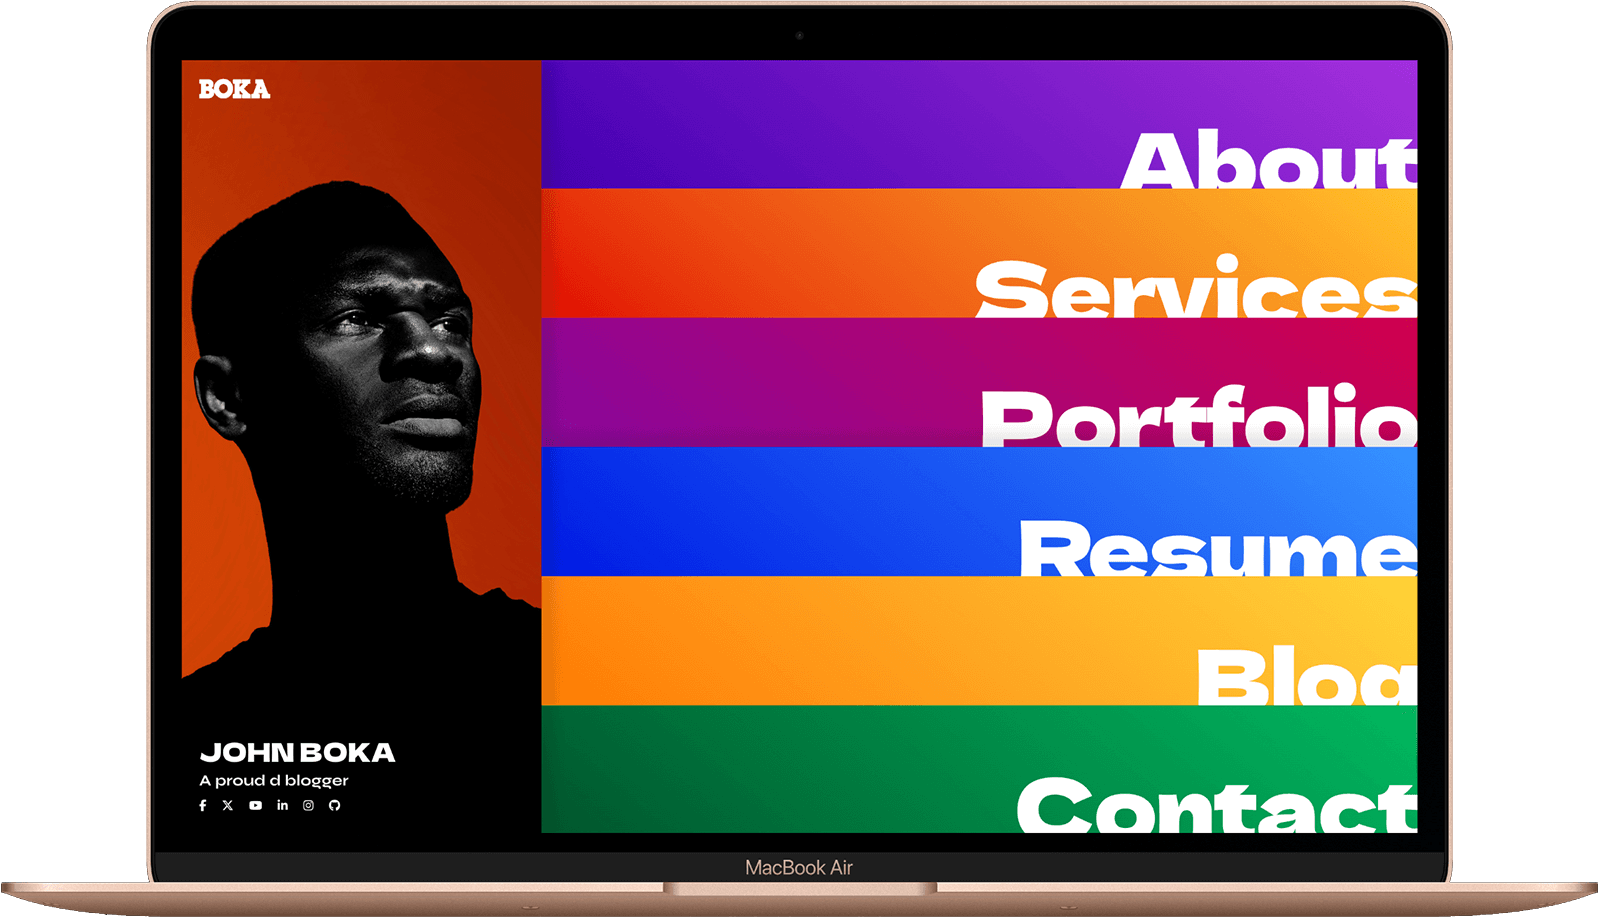 BOKA
About
Services
Portfolio
Resume
Blog
Contact
JOHN BOKA
A proud d blogger
MacBook Air